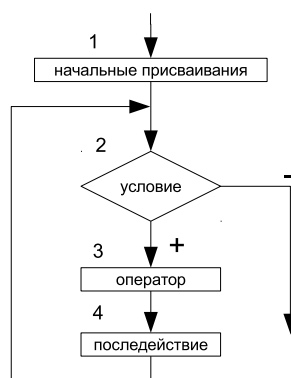 1
начальные присваивания
2
условие
-
+
3
оператор
4
последействие